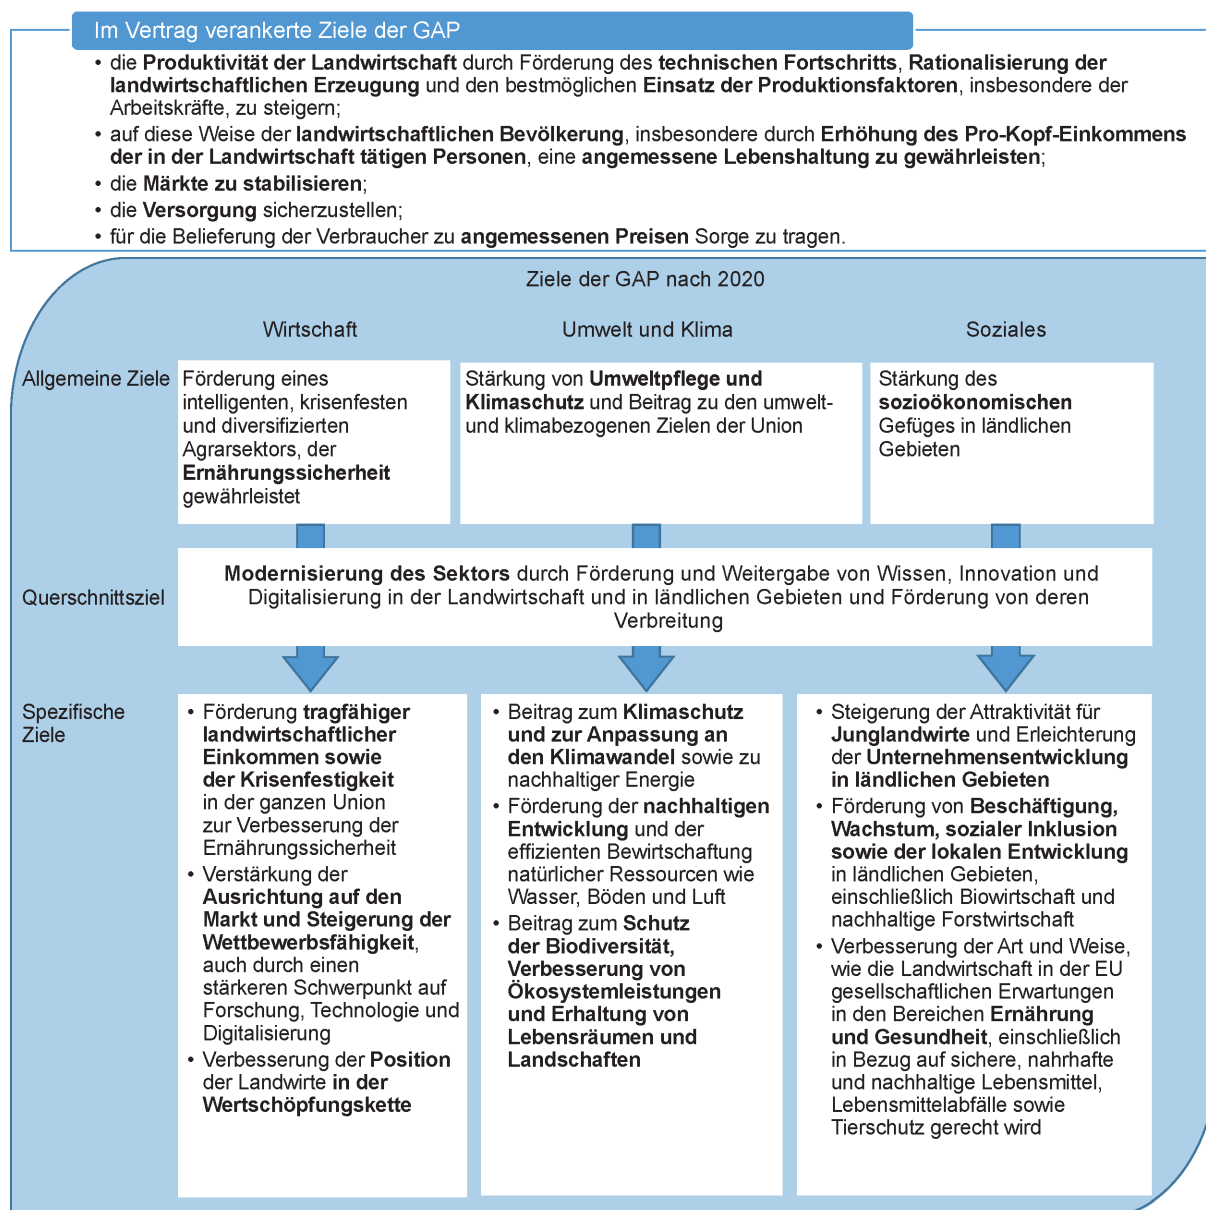 Im Vertrag verankerte Ziele der GAP
• die Produktivität der Landwirtschaft durch Förderung des technischen Fortschritts, Rationalisierung der
landwirtschaftlichen Erzeugung und den bestmöglichen Einsatz der Produktionsfaktoren, insbesondere der
Arbeitskräfte, zu steigern;
• auf diese Weise der landwirtschaftlichen Bevölkerung, insbesondere durch Erhöhung des Pro-Kopf-Einkommens
der in der Landwirtschaft tätigen Personen, eine angemessene Lebenshaltung zu gewährleisten;
• die Märkte zu stabilisieren;
• die Versorgung sicherzustellen;
• für die Belieferung der Verbraucher zu angemessenen Preisen Sorge zu tragen.
Ziele der GAP nach 2020
Wirtschaft
Umwelt und Klima
Soziales
Allgemeine Ziele
Förderung eines
intelligenten, krisenfesten
und diversifizierten
Agrarsektors, der
Ernährungssicherheit
gewährleistet
Stärkung von Umweltpflege und
Klimaschutz und Beitrag zu den umwelt-
und klimabezogenen Zielen der Union
Stärkung des
sozioökonomischen
Gefüges in ländlichen
Gebieten
Querschnittsziel
Modernisierung des Sektors durch Förderung und Weitergabe von Wissen, Innovation und
Digitalisierung in der Landwirtschaft und in ländlichen Gebieten und Förderung von deren
Verbreitung
Spezifische
Ziele
• Förderung tragfähiger
landwirtschaftlicher
Einkommen sowie
der Krisenfestigkeit
in der ganzen Union
zur Verbesserung der
Ernährungssicherheit
• Verstärkung der
Ausrichtung auf den
Markt und Steigerung der
Wettbewerbsfähigkeit,
auch durch einen
stärkeren Schwerpunkt auf
Forschung, Technologie und
Digitalisierung
• Verbesserung der Position
der Landwirte in der
Wertschöpfungskette
• Beitrag zum Klimaschutz
und zur Anpassung an
den Klimawandel sowie zu
nachhaltiger Energie
• Förderung der nachhaltigen
Entwicklung und der
effizienten Bewirtschaftung
natürlicher Ressourcen wie
Wasser, Böden und Luft
• Beitrag zum Schutz
der Biodiversität,
Verbesserung von
Ökosystemleistungen
und Erhaltung von
Lebensräumen und
Landschaften
• Steigerung der Attraktivität für
Junglandwirte und Erleichterung
der Unternehmensentwicklung
in ländlichen Gebieten
• Förderung von Beschäftigung,
Wachstum, sozialer Inklusion
sowie der lokalen Entwicklung
in ländlichen Gebieten,
einschließlich Biowirtschaft und
nachhaltige Forstwirtschaft
• Verbesserung der Art und Weise,
wie die Landwirtschaft in der EU
gesellschaftlichen Erwartungen
in den Bereichen Ernährung
und Gesundheit, einschließlich
in Bezug auf sichere, nahrhafte
und nachhaltige Lebensmittel,
Lebensmittelabfälle sowie
Tierschutz gerecht wird